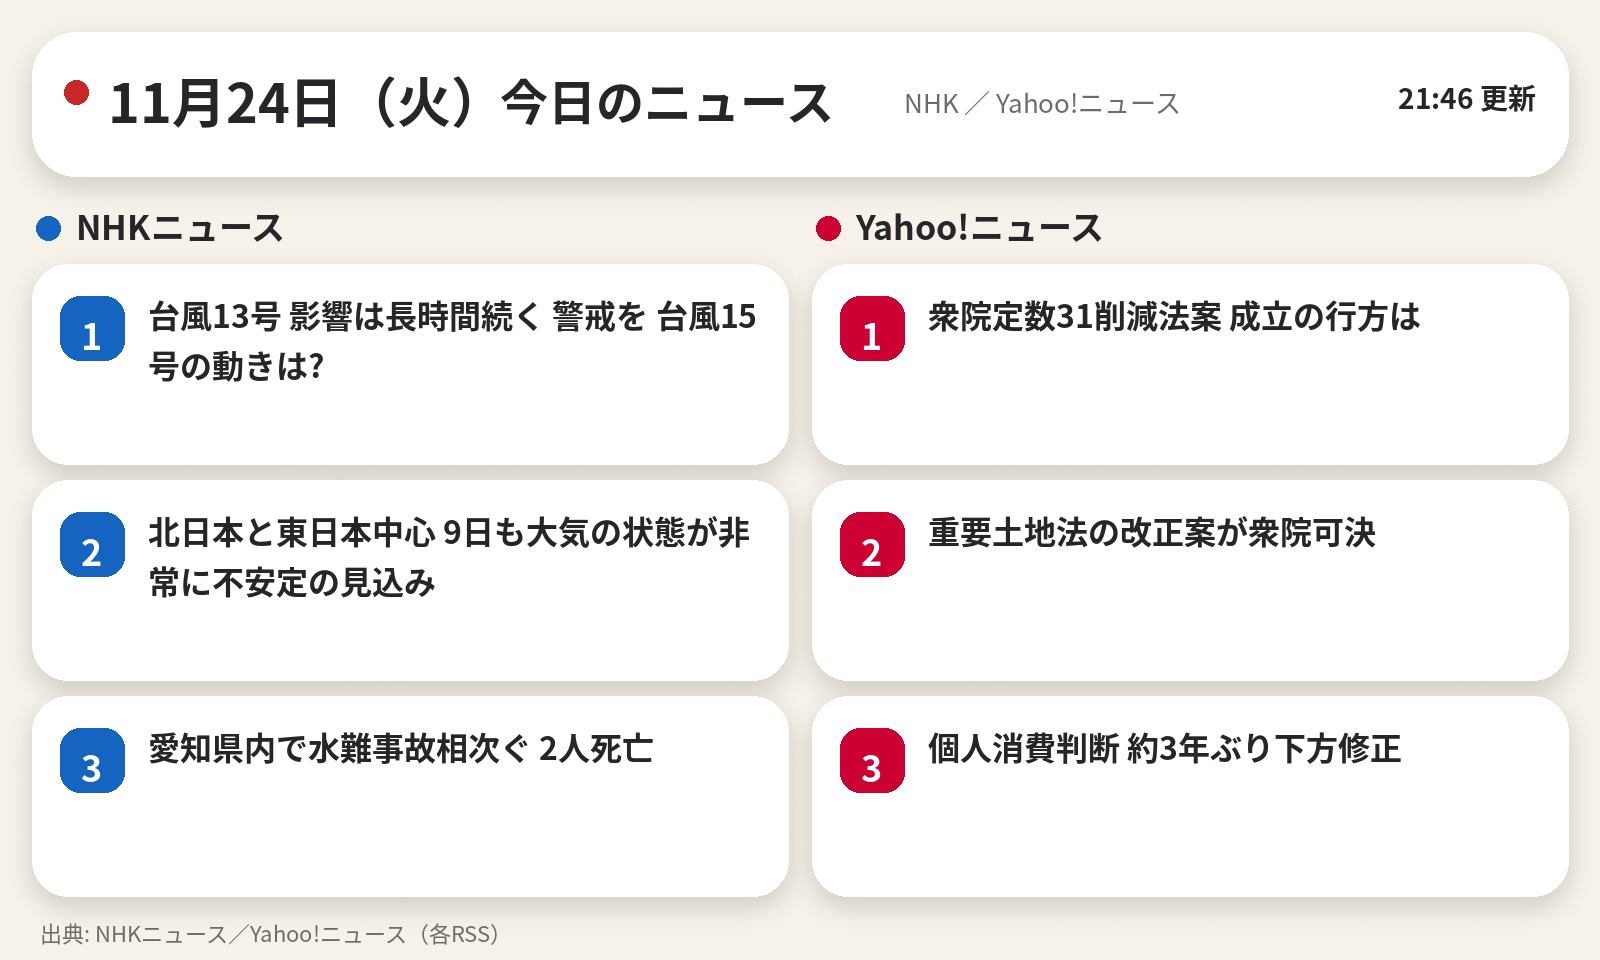 11月24日（火）今日のニュース
NHK ／ Yahoo!ニュース
21:46 更新
NHKニュース
1
台風13号 影響は長時間続く 警戒を 台風15
号の動きは?
2
北日本と東日本中心 9日も大気の状態が非
常に不安定の見込み
3
愛知県内で水難事故相次ぐ 2人死亡
Yahoo!ニュース
1
衆院定数31削減法案 成立の行方は
2
重要土地法の改正案が衆院可決
3
個人消費判断 約3年ぶり下方修正
出典: NHKニュース／Yahoo!ニュース（各RSS）